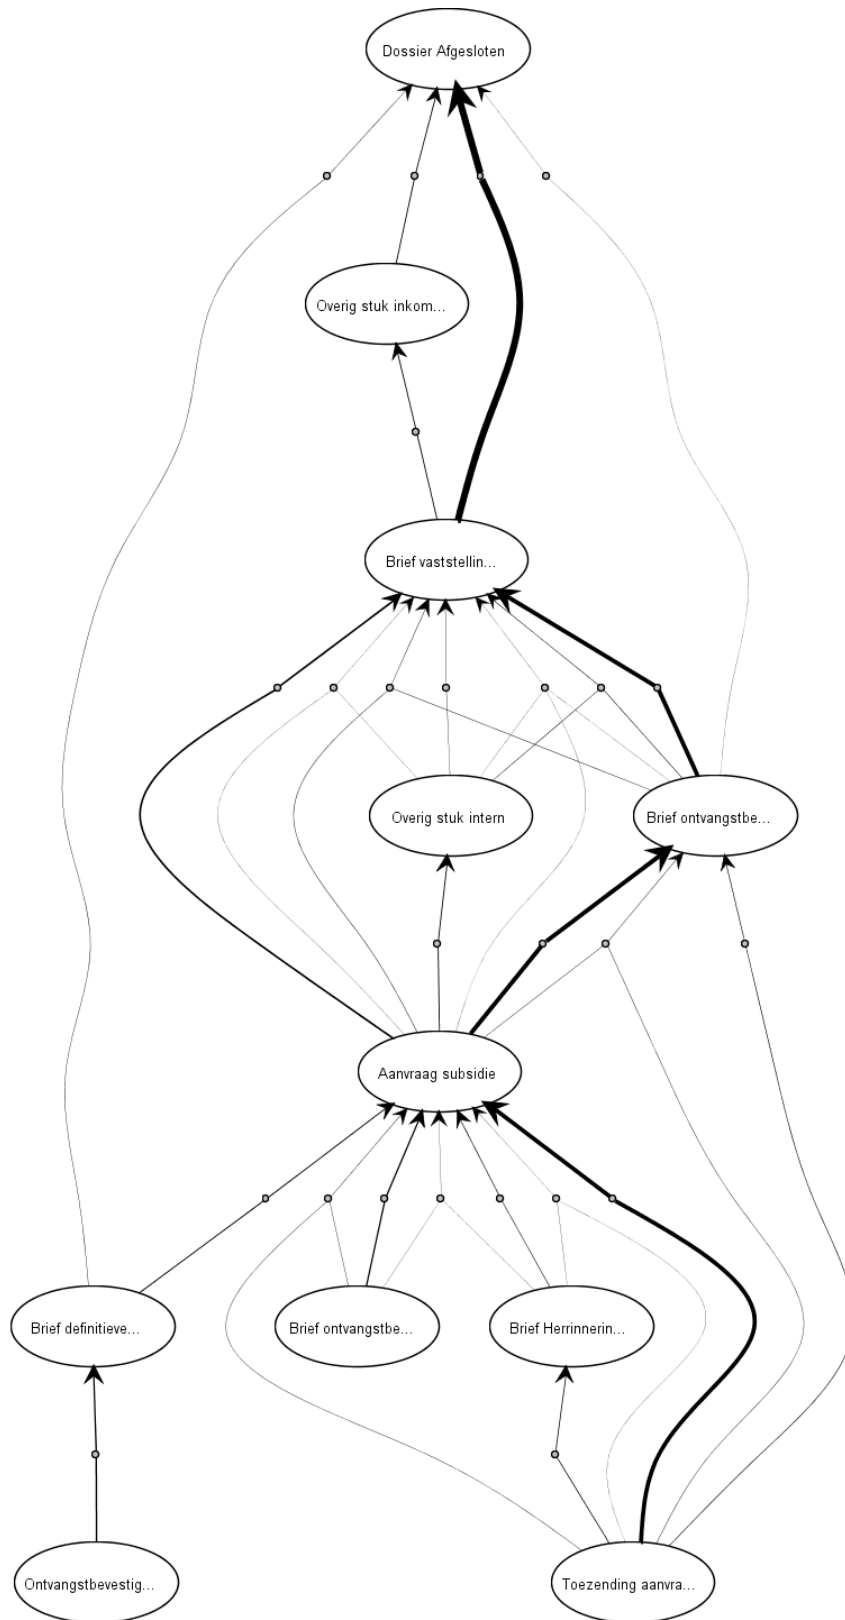 Dossier Afgesloten
Overig stuk inkom...
Brief vaststellin...
Overig stuk intern
Brief ontvangstbe...
Aanvraag subsidie
Brief definitieve...
Brief ontvangstbe...
Brief Herrinnerin...
Ontvangstbevestig...
Toezending aanvra...